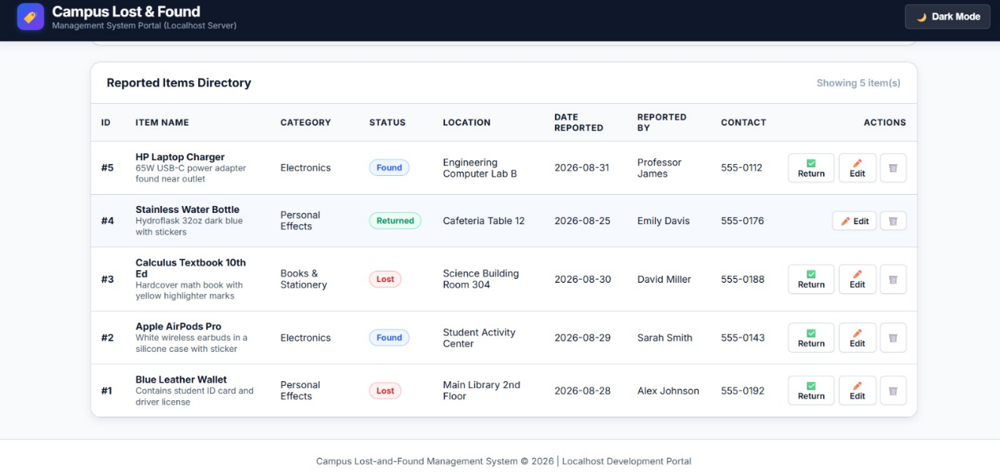 Campus Lost & Found
Management System Portal (Localhost Server)
Dark Mode
Reported Items Directory
Showing 5 item(s)
ID ITEM NAME CATEGORY STATUS LOCATION DATE REPORTED REPORTED BY CONTACT ACTIONS
#5
HP Laptop Charger
65W USB-C power adapter
found near outlet
Electronics
Found
Engineering
Computer Lab B
2026-08-31
Professor
James
555-0112
Return
Edit
#4
Stainless Water Bottle
Hydroflask 32oz dark blue
with stickers
Personal
Effects
Returned
Cafeteria Table 12
2026-08-25
Emily Davis
555-0176
Edit
#3
Calculus Textbook 10th
Ed
Hardcover math book with
yellow highlighter marks
Books &
Stationery
Lost
Science Building
Room 304
2026-08-30
David Miller
555-0188
Return
Edit
#2
Apple AirPods Pro
White wireless earbuds in a
silicone case with sticker
Electronics
Found
Student Activity
Center
2026-08-29
Sarah Smith
555-0143
Return
Edit
#1
Blue Leather Wallet
Contains student ID card and
driver license
Personal
Effects
Lost
Main Library 2nd
Floor
2026-08-28
Alex Johnson
555-0192
Return
Edit
Campus Lost-and-Found Management System © 2026 | Localhost Development Portal